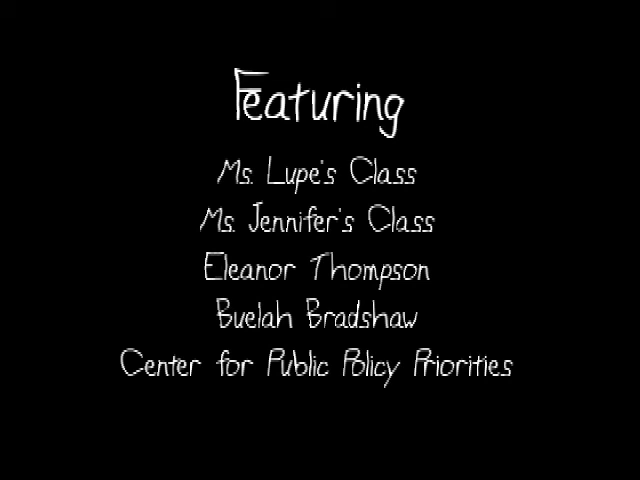 Featuring
Ms. Lupe's Class
Ms. Jennifer's Class
Eleanor Thompson
Buelah Bradshaw
Center for Public Policy Priorities